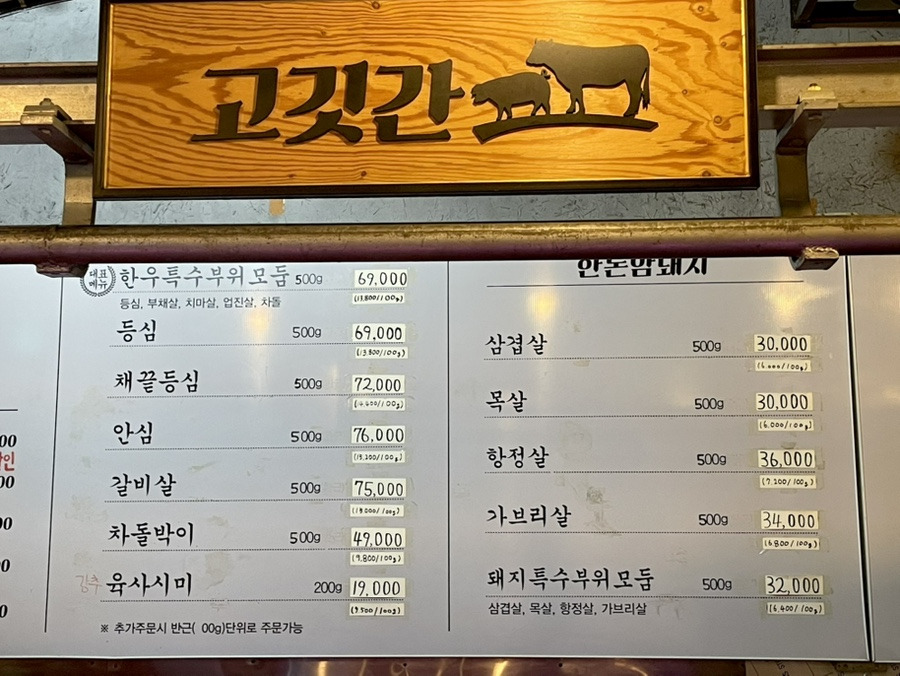 고깃간
대표
메뉴
한우특수부위모둠 500g 69,000
(13,800/100g)
등심, 부채살, 치마살, 업진살, 차돌
등심 500g 69,000
(13,800/100g)
채끝등심 500g 72,000
(14,400/100g)
안심 500g 76,000
(15,200/100g)
갈비살 500g 75,000
(15,000/100g)
차돌박이 500g 49,000
(9,800/100g)
강추 육사시미 200g 19,000
(9,500/100g)
※ 추가주문시 반근( 00g)단위로 주문가능
한돈암돼지
삼겹살 500g 30,000
(6,000/100g)
목살 500g 30,000
(6,000/100g)
항정살 500g 36,000
(7,200/100g)
가브리살 500g 34,000
(6,800/100g)
돼지특수부위모둠 500g 32,000
(6,400/100g)
삼겹살, 목살, 항정살, 가브리살